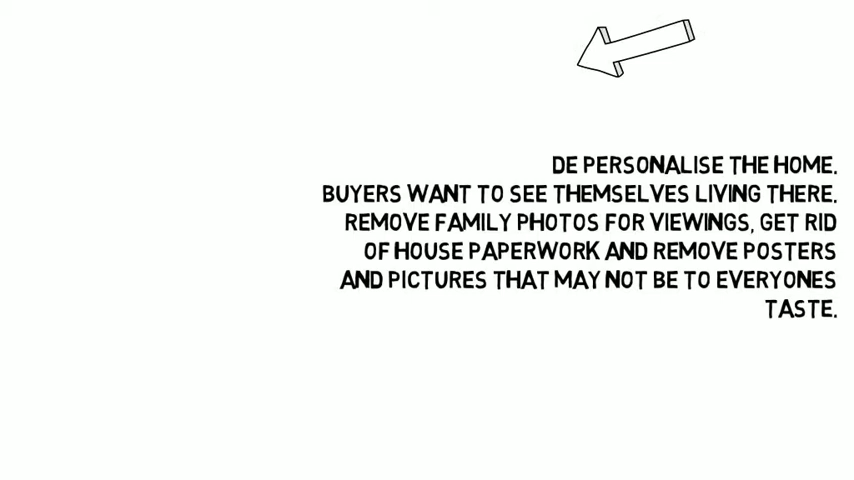 DE PERSONALISE THE HOME.
BUYERS WANT TO SEE THEMSELVES LIVING THERE.
REMOVE FAMILY PHOTOS FOR VIEWINGS, GET RID
OF HOUSE PAPERWORK AND REMOVE POSTERS
AND PICTURES THAT MAY NOT BE TO EVERYONES
TASTE.